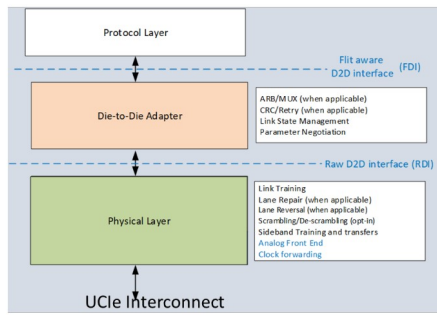 Protocol Layer
Flit aware (FDI)
D2D interface
Die-to-Die Adapter
ARB/MUX (when applicable)
CRC/Retry (when applicable)
Link State Management
Parameter Negotiation
Raw D2D interface (RDI)
Physical Layer
Link Training
Lane Repair (when applicable)
Lane Reversal (when applicable)
Scrambling/De-scrambling (opt-in)
Sideband Training and transfers
Analog Front End
Clock forwarding
UCIe Interconnect